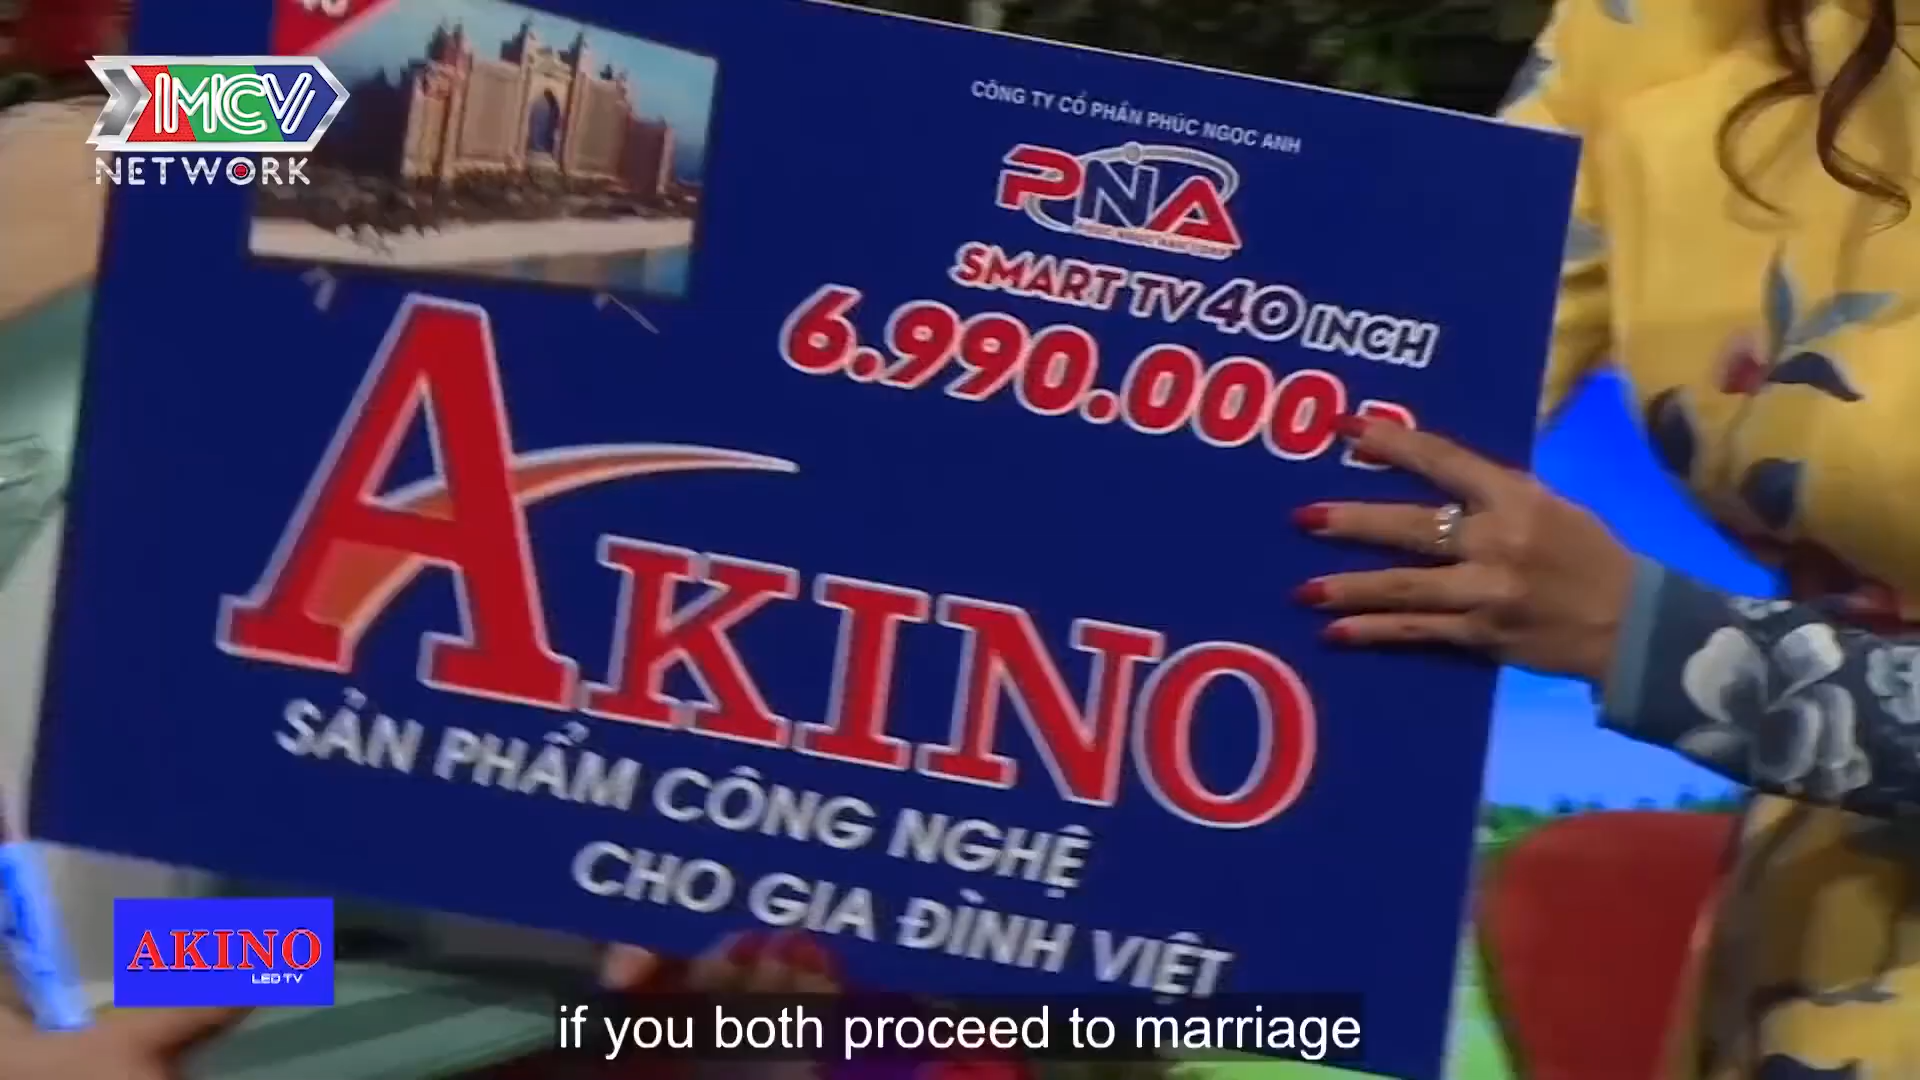 40
MCV
NETWORK
CÔNG TY CỔ PHẦN PHÚC NGỌC ANH
PNA
SMART TV 40 INCH
6.990.000
AKINO
SẢN PHẨM CÔNG NGHỆ
CHO GIA ĐÌNH VIỆT
AKINO
LED TV
if you both proceed to marriage